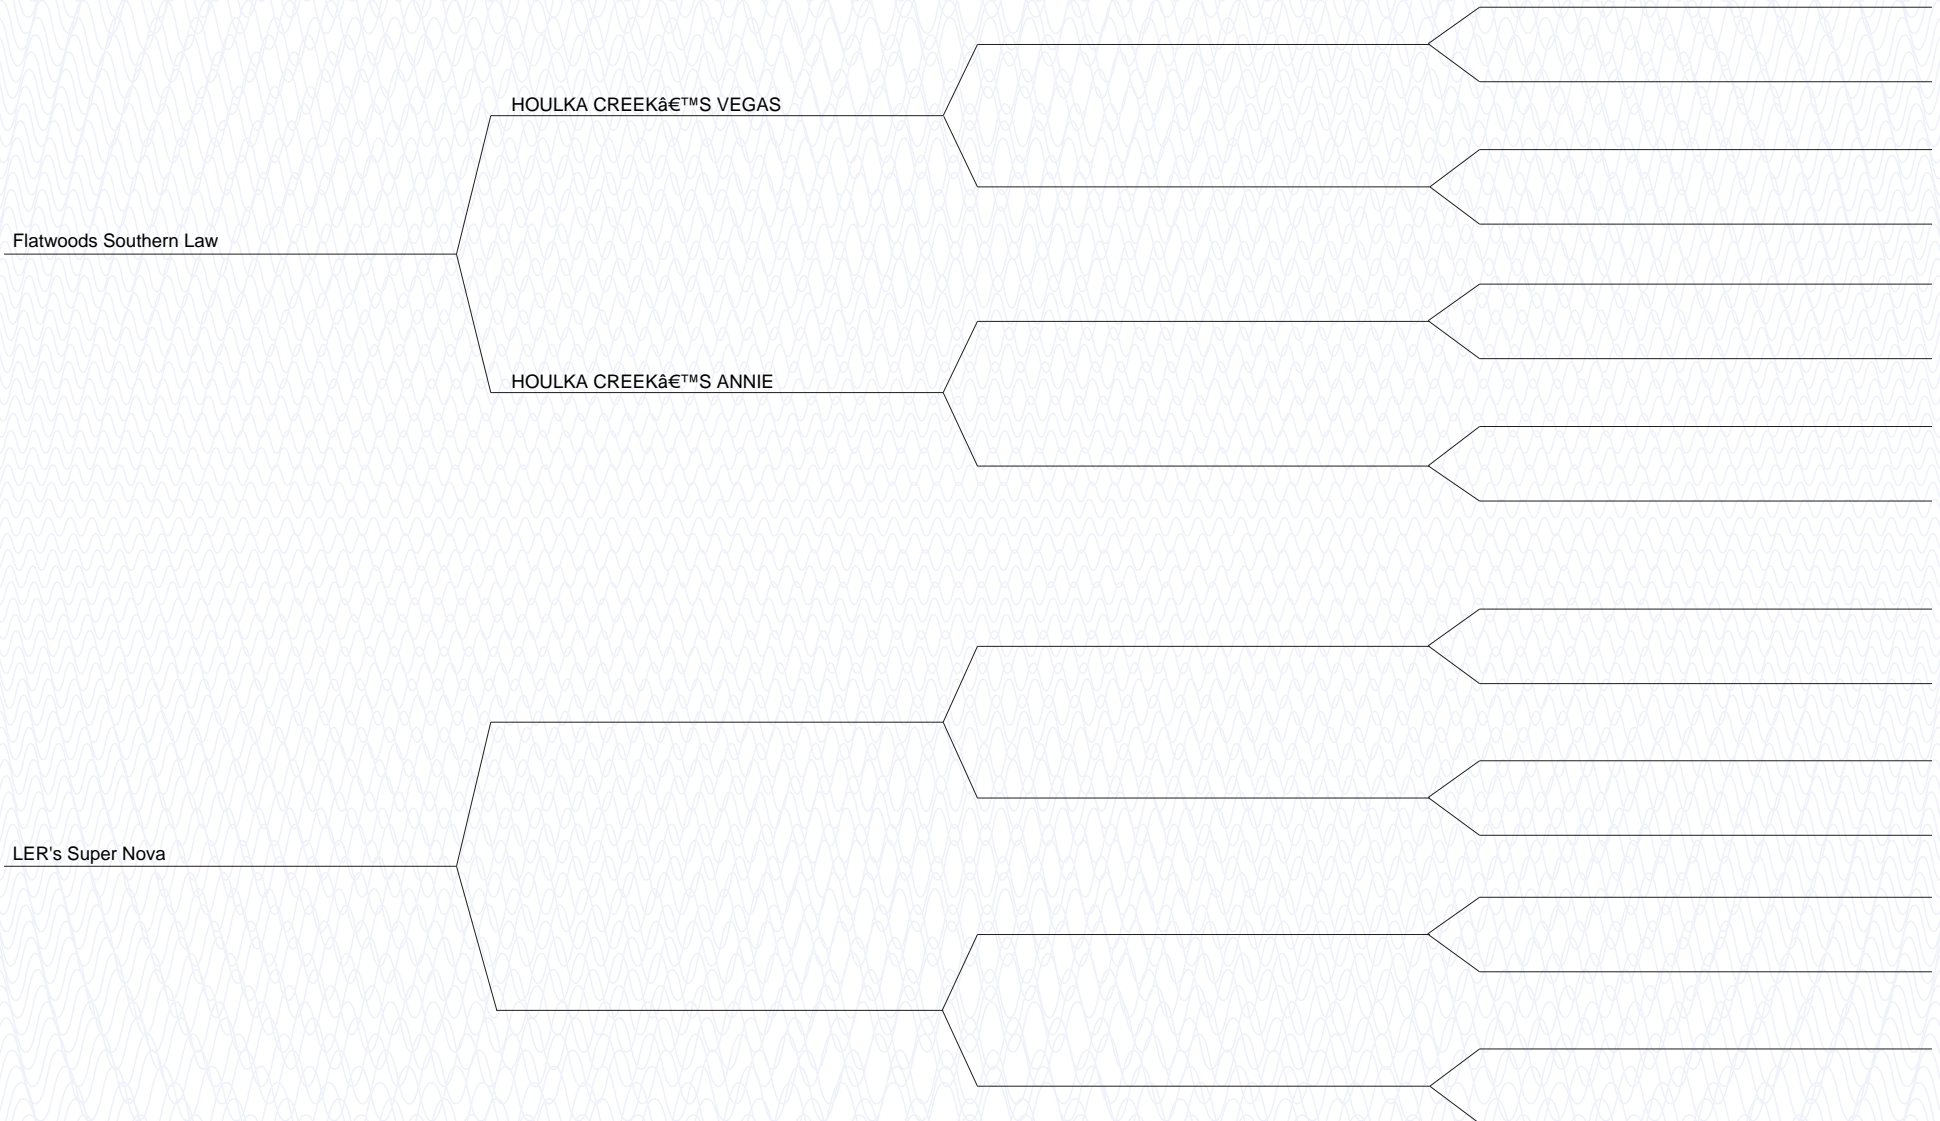 HOULKA CREEKâ€™S VEGAS
Flatwoods Southern Law
HOULKA CREEKâ€™S ANNIE
LER's Super Nova